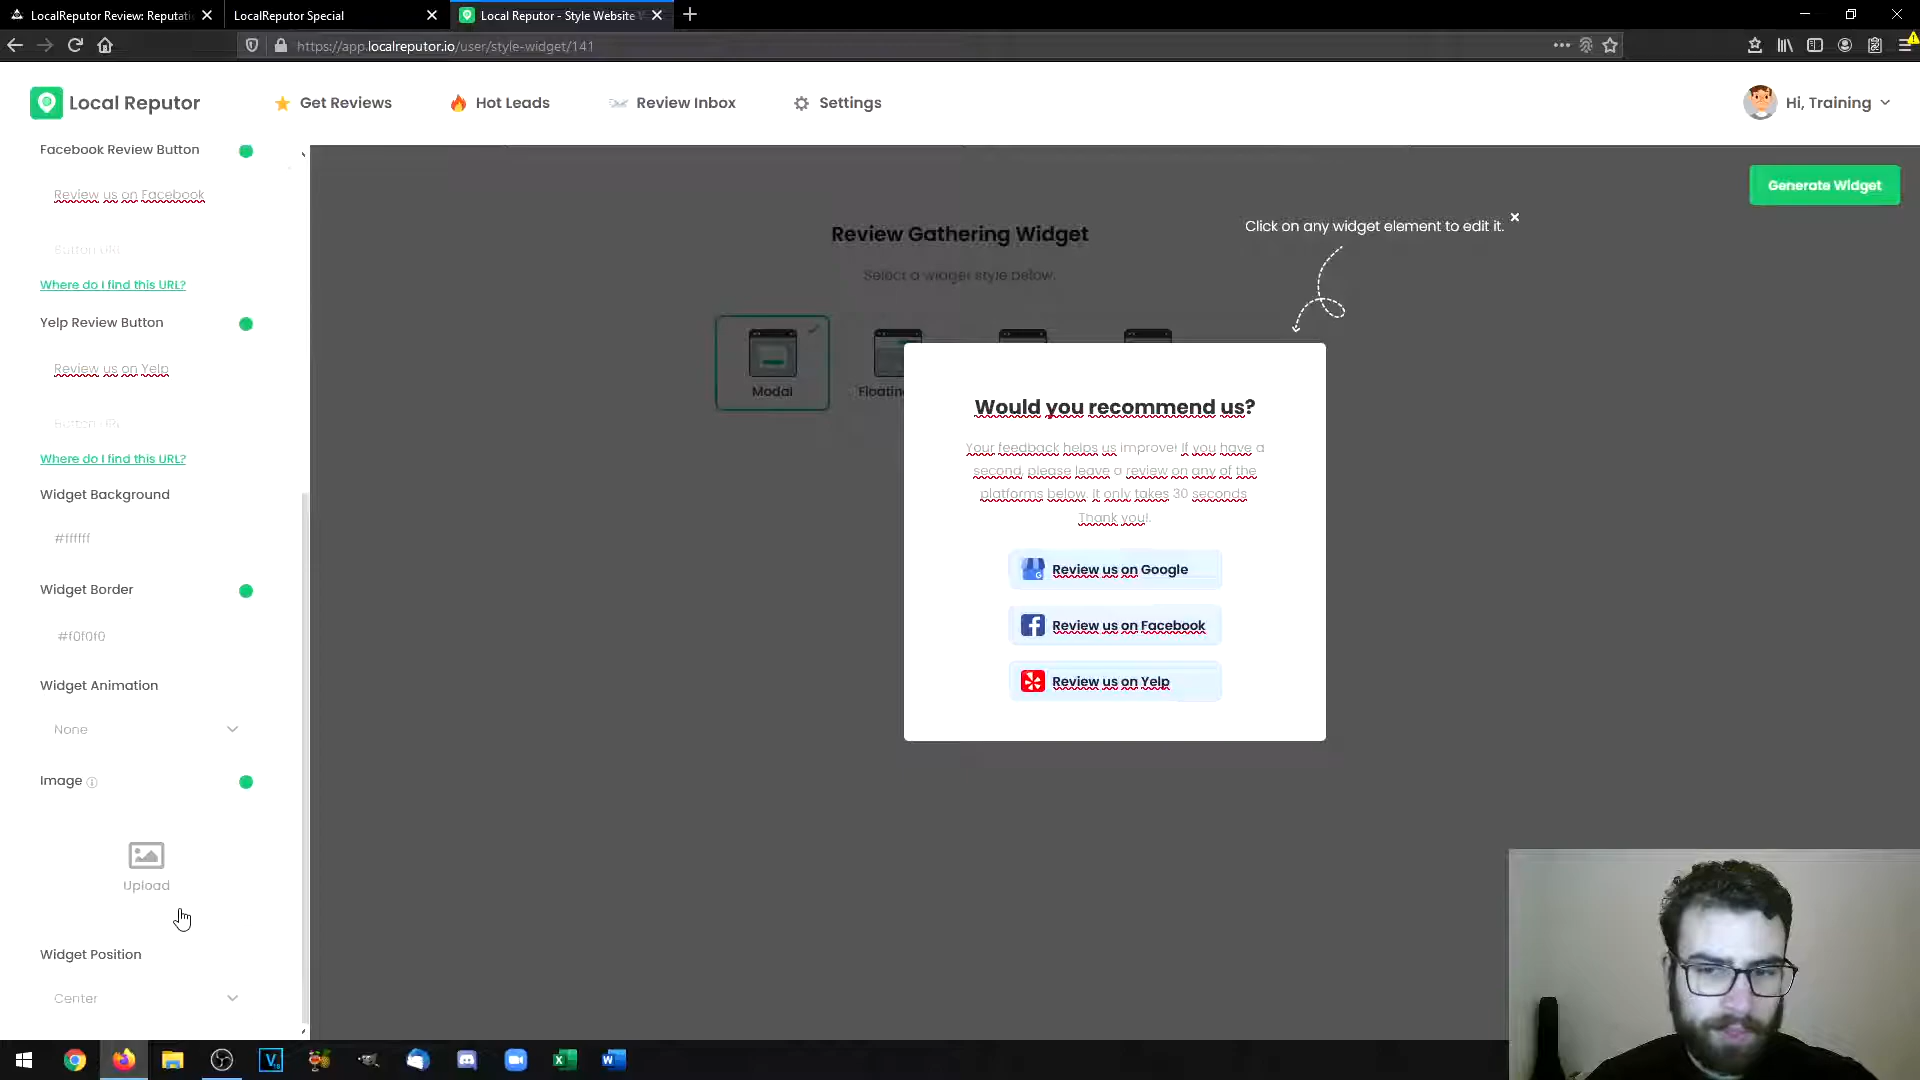 LocalReputor Review: Reputati
LocalReputor Special
Local Reputor - Style Website W
https://app.localreputor.io/user/style-widget/141
Local Reputor
Get Reviews
Hot Leads
Review Inbox
Settings
Hi, Training
Facebook Review Button
Review us on Facebook
Button URL
Where do I find this URL?
Yelp Review Button
Review us on Yelp
Button URL
Where do I find this URL?
Widget Background
#ffffff
Widget Border
#f0f0f0
Widget Animation
None
Image
Upload
Widget Position
Center
Generate Widget
Review Gathering Widget
Select a widget style below.
Click on any widget element to edit it.
Modal
Floating
Would you recommend us?
Your feedback helps us improve! If you have a
second, please leave a review on any of the
platforms below. It only takes 30 seconds
Thank you!.
Review us on Google
Review us on Facebook
Review us on Yelp